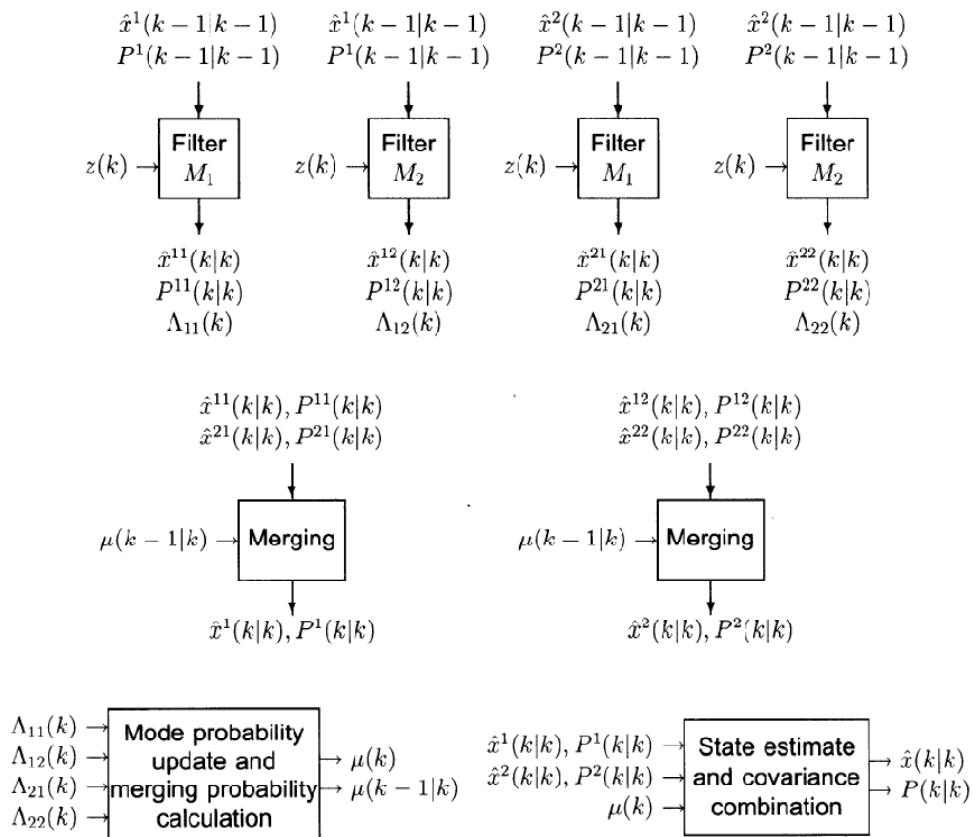 x̂¹(k − 1|k − 1) x̂¹(k − 1|k − 1) x̂²(k − 1|k − 1) x̂²(k − 1|k − 1)
P¹(k − 1|k − 1) P¹(k − 1|k − 1) P²(k − 1|k − 1) P²(k − 1|k − 1)
Filter Filter Filter Filter
z(k) M₁ z(k) M₂ z(k) M₁ z(k) M₂
x̂¹¹(k|k) x̂¹²(k|k) x̂²¹(k|k) x̂²²(k|k)
P¹¹(k|k) P¹²(k|k) P²¹(k|k) P²²(k|k)
Λ₁₁(k) Λ₁₂(k) Λ₂₁(k) Λ₂₂(k)
x̂¹¹(k|k), P¹¹(k|k) x̂¹²(k|k), P¹²(k|k)
x̂²¹(k|k), P²¹(k|k) x̂²²(k|k), P²²(k|k)
μ(k − 1|k) Merging μ(k − 1|k) Merging
x̂¹(k|k), P¹(k|k) x̂²(k|k), P²(k|k)
Λ₁₁(k)
Λ₁₂(k)
Λ₂₁(k)
Λ₂₂(k)
Mode probability
update and
merging probability
calculation
μ(k)
μ(k − 1|k)
x̂¹(k|k), P¹(k|k)
x̂²(k|k), P²(k|k)
μ(k)
State estimate
and covariance
combination
x̂(k|k)
P(k|k)